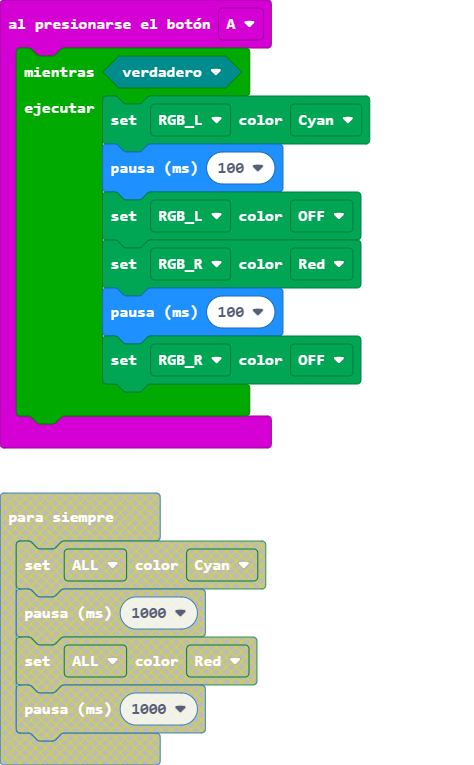 al presionarse el botón A
mientras verdadero
ejecutar
set RGB_L color Cyan
pausa (ms) 100
set RGB_L color OFF
set RGB_R color Red
pausa (ms) 100
set RGB_R color OFF
para siempre
set ALL color Cyan
pausa (ms) 1000
set ALL color Red
pausa (ms) 1000